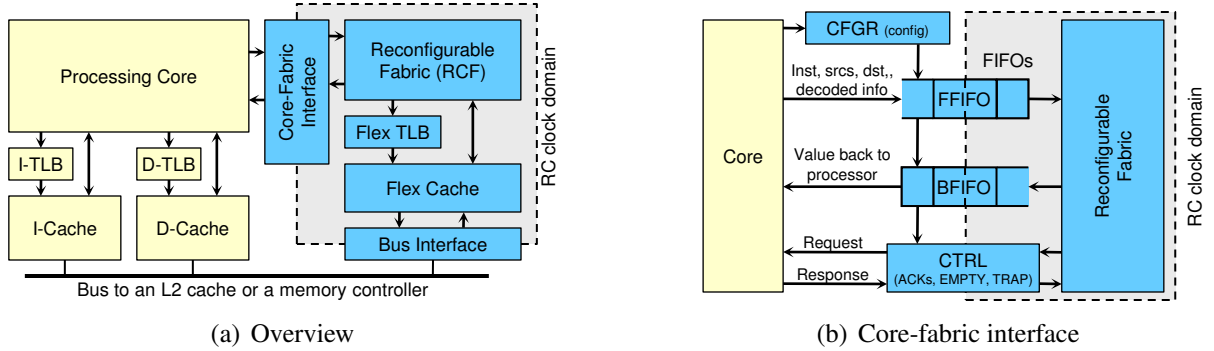 Processing Core
Core-Fabric
Interface
Reconfigurable
Fabric (RCF)
RC clock domain
I-TLB
D-TLB
Flex TLB
I-Cache
D-Cache
Flex Cache
Bus Interface
Bus to an L2 cache or a memory controller
(a) Overview
CFGR (config)
FIFOs
Inst, srcs, dst,,
decoded info
FFIFO
Core
Value back to
processor
BFIFO
Reconfigurable
Fabric
RC clock domain
Request
Response
CTRL
(ACKs, EMPTY, TRAP)
(b) Core-fabric interface